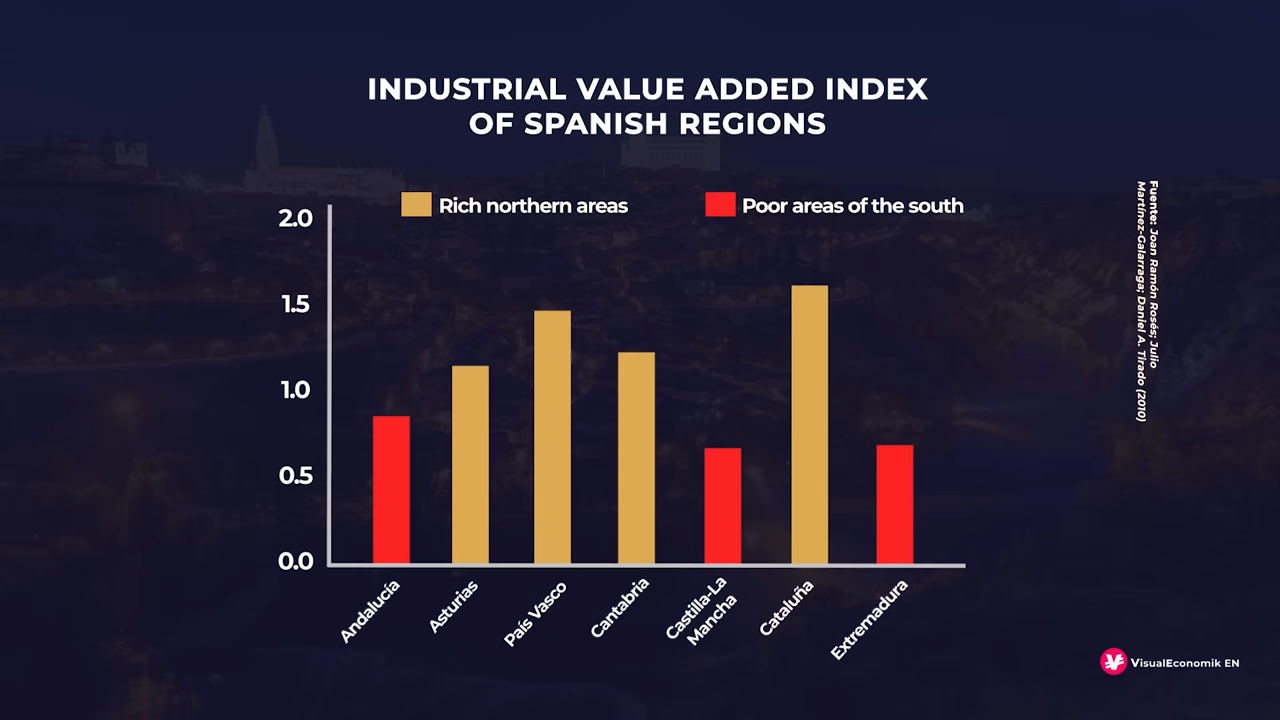 INDUSTRIAL VALUE ADDED INDEX
OF SPANISH REGIONS
Rich northern areas
Poor areas of the south
2.0
1.5
1.0
0.5
0.0
Andalucía
Asturias
País Vasco
Cantabria
Castilla-La
Mancha
Cataluña
Extremadura
Fuente: Joan Ramón Rosés; Julio
Martínez-Galarraga; Daniel A. Tirado (2010)
VisualEconomik EN